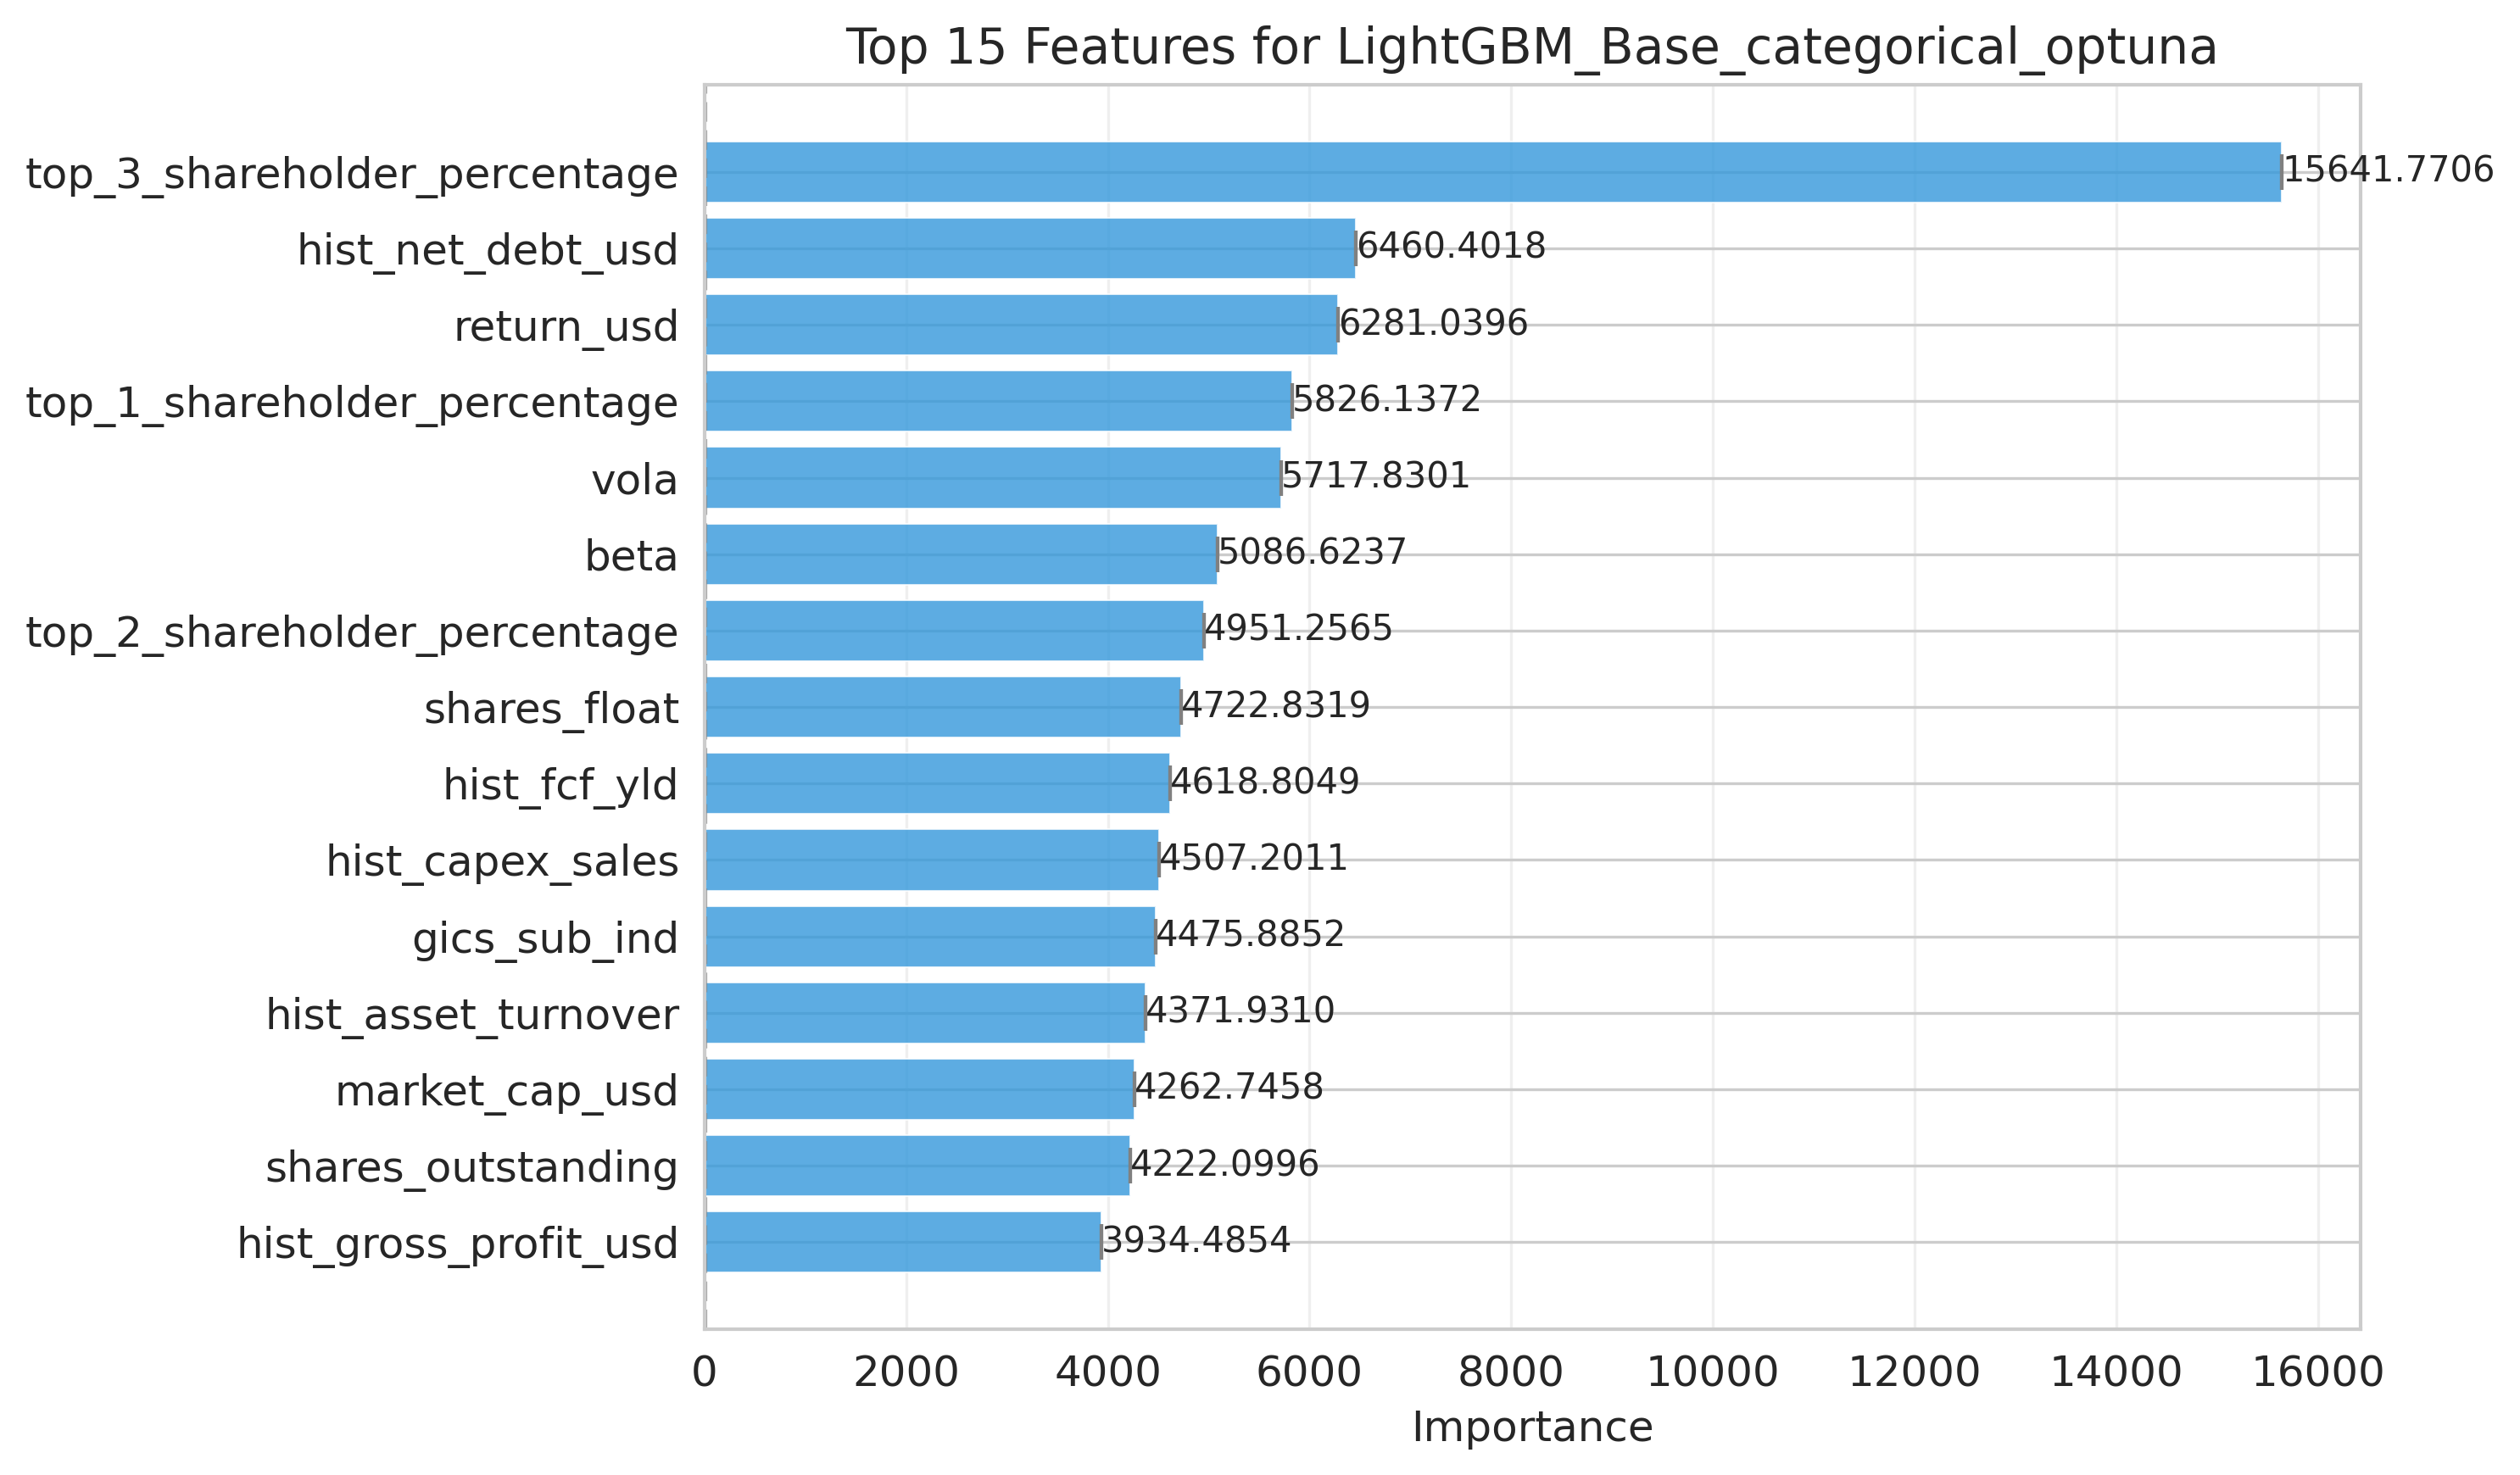 Top 15 Features for LightGBM_Base_categorical_optuna
top_3_shareholder_percentage 15641.7706
hist_net_debt_usd 6460.4018
return_usd 6281.0396
top_1_shareholder_percentage 5826.1372
vola 5717.8301
beta 5086.6237
top_2_shareholder_percentage 4951.2565
shares_float 4722.8319
hist_fcf_yld 4618.8049
hist_capex_sales 4507.2011
gics_sub_ind 4475.8852
hist_asset_turnover 4371.9310
market_cap_usd 4262.7458
shares_outstanding 4222.0996
hist_gross_profit_usd 3934.4854
0 2000 4000 6000 8000 10000 12000 14000 16000
Importance